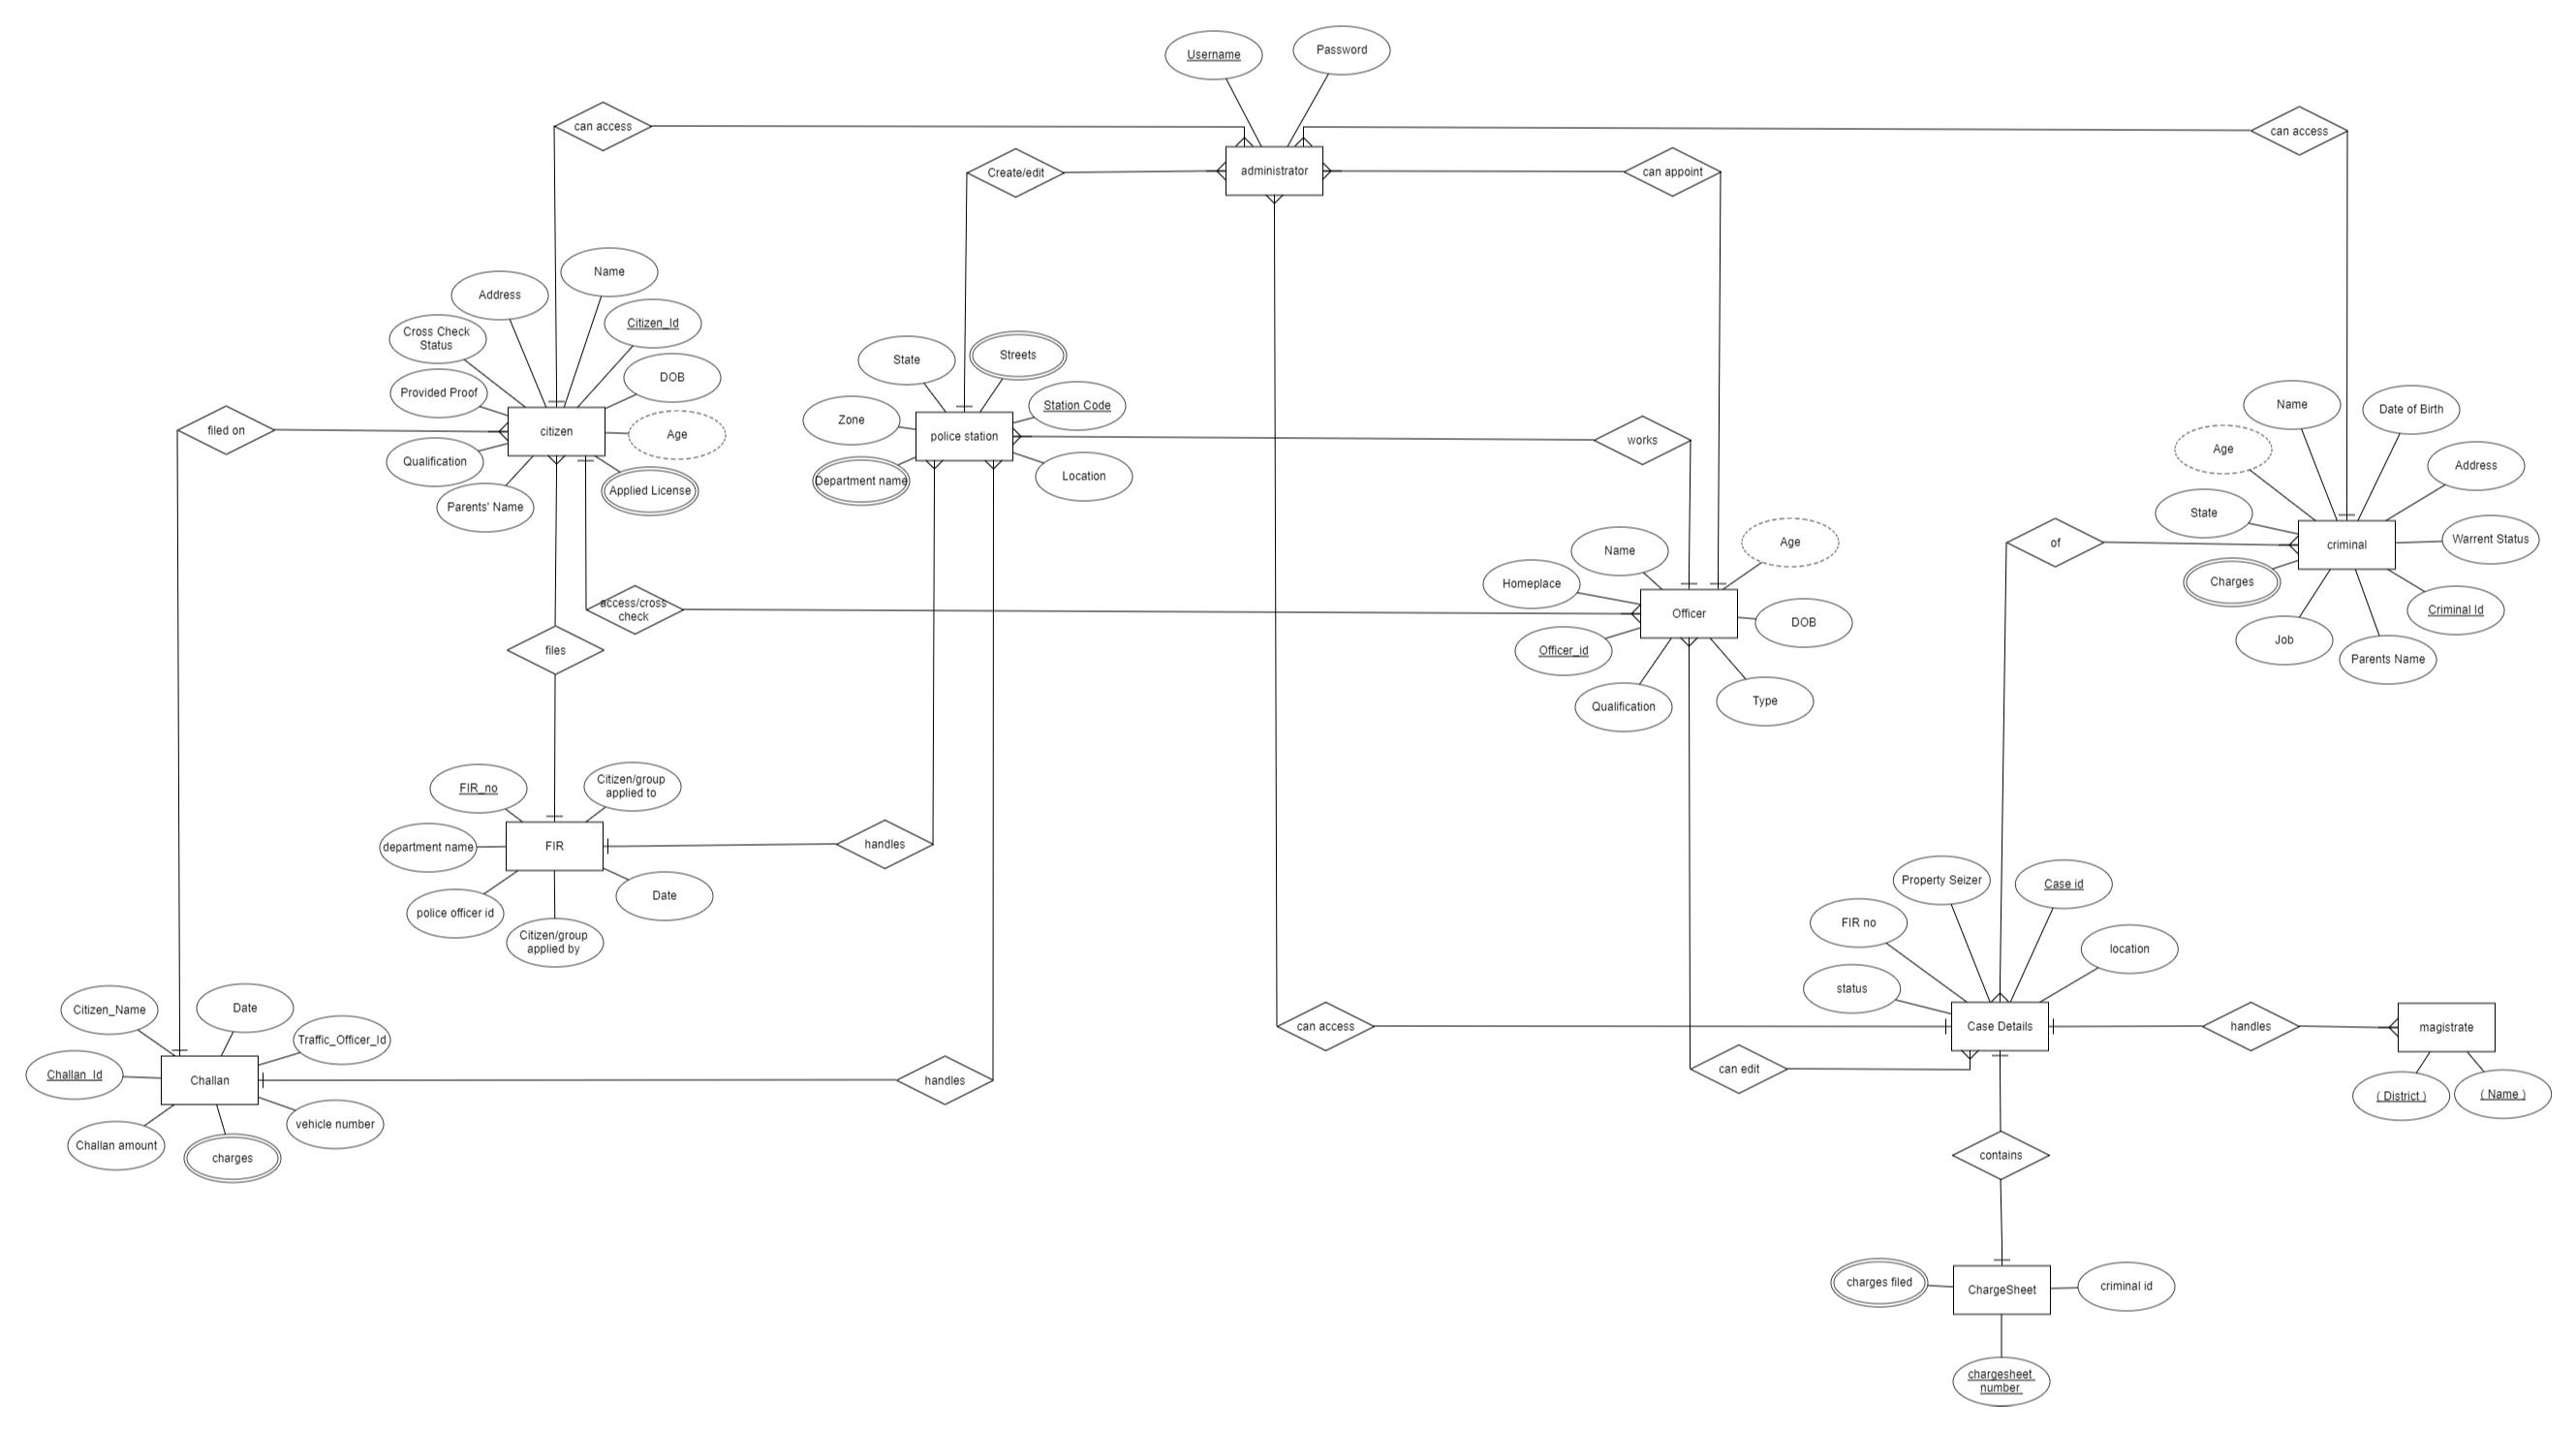 Username
Password
can access
can access
Create/edit
administrator
can appoint
Name
Address
Citizen_Id
Cross Check
Status
DOB
Provided Proof
filed on
citizen
Age
Qualification
Applied License
Parents' Name
State
Streets
Station Code
Zone
police station
Department name
Location
works
Name
Date of Birth
Age
Address
State
Warrent Status
criminal
of
Charges
Criminal Id
Job
Parents Name
Name
Age
Homeplace
access/cross
check
Officer
DOB
Officer_id
Qualification
Type
files
FIR_no
Citizen/group
applied to
department name
FIR
handles
Date
police officer id
Citizen/group
applied by
Property Seizer
Case id
FIR no
location
status
Citizen_Name
Date
Traffic_Officer_Id
can access
Case Details
handles
magistrate
Challan_Id
Challan
handles
can edit
( District )
( Name )
vehicle number
Challan amount
charges
contains
charges filed
ChargeSheet
criminal id
chargesheet
number